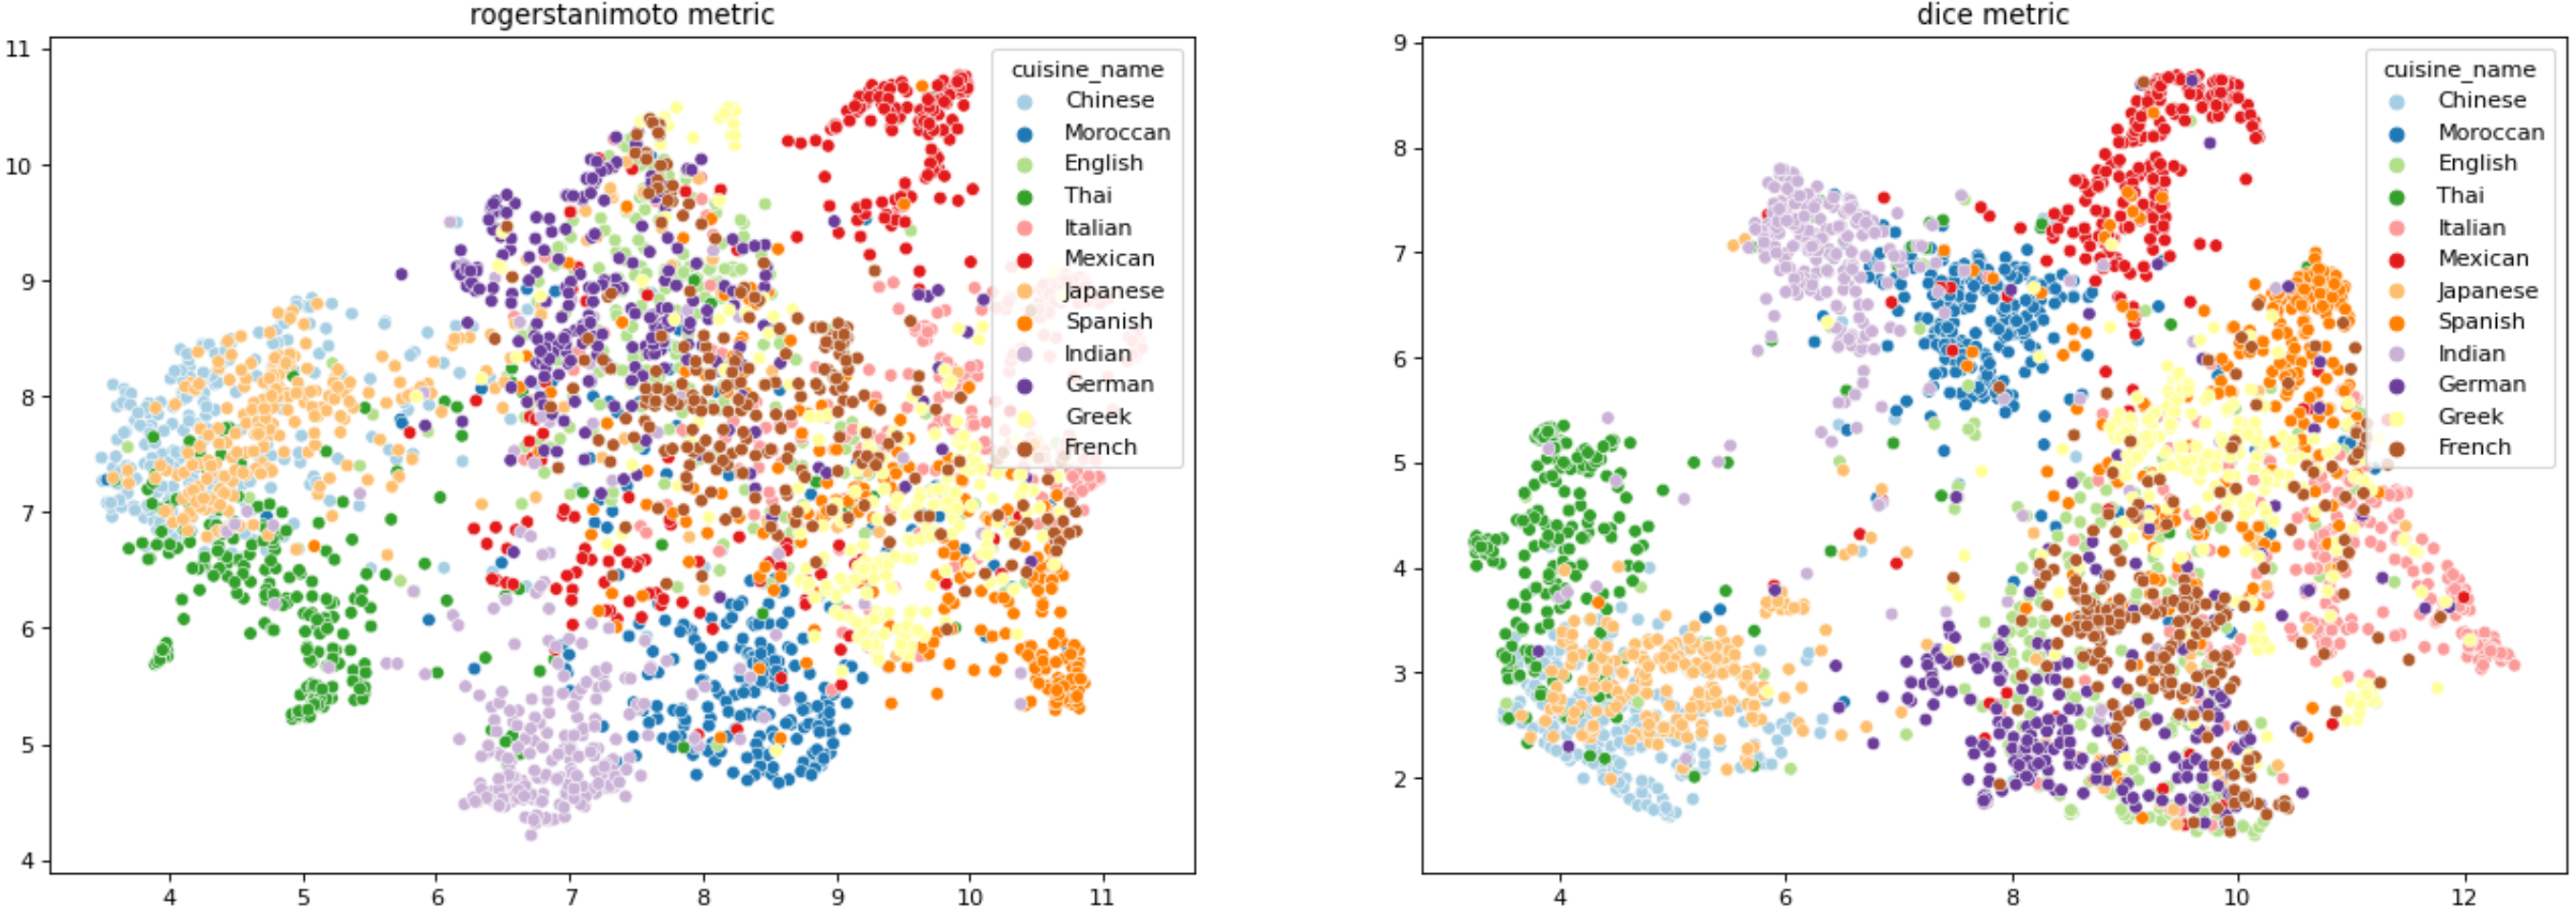 rogerstanimoto metric
11
10
9
8
7
6
5
4
4 5 6 7 8 9 10 11
cuisine_name
Chinese
Moroccan
English
Thai
Italian
Mexican
Japanese
Spanish
Indian
German
Greek
French
dice metric
9
8
7
6
5
4
3
2
4 6 8 10 12
cuisine_name
Chinese
Moroccan
English
Thai
Italian
Mexican
Japanese
Spanish
Indian
German
Greek
French